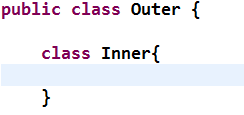 public class Outer {
class Inner{
}